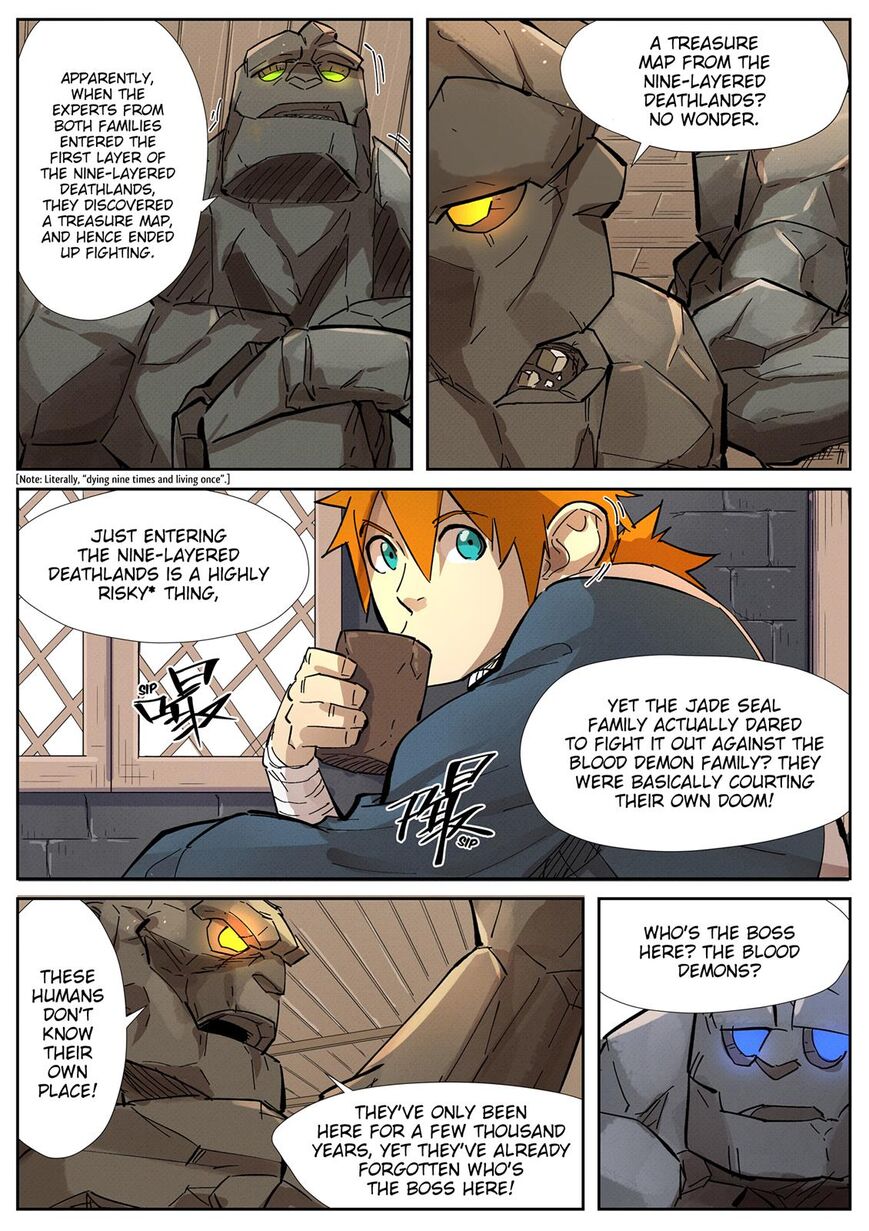 APPARENTLY,
WHEN THE
EXPERTS FROM
BOTH FAMILIES
ENTERED THE
FIRST LAYER OF
THE NINE-LAYERED
DEATHLANDS,
THEY DISCOVERED
A TREASURE MAP,
AND HENCE ENDED
UP FIGHTING.
A TREASURE
MAP FROM THE
NINE-LAYERED
DEATHLANDS?
NO WONDER.
[Note: Literally, “dying nine times and living once”.]
JUST ENTERING
THE NINE-LAYERED
DEATHLANDS IS A HIGHLY
RISKY* THING,
SIP
嘬
YET THE JADE SEAL
FAMILY ACTUALLY DARED
TO FIGHT IT OUT AGAINST THE
BLOOD DEMON FAMILY? THEY
WERE BASICALLY COURTING
THEIR OWN DOOM!
嘬
SIP
THESE
HUMANS
DON'T
KNOW
THEIR
OWN
PLACE!
THEY'VE ONLY BEEN
HERE FOR A FEW THOUSAND
YEARS, YET THEY'VE ALREADY
FORGOTTEN WHO'S
THE BOSS HERE!
WHO'S THE BOSS
HERE? THE BLOOD
DEMONS?